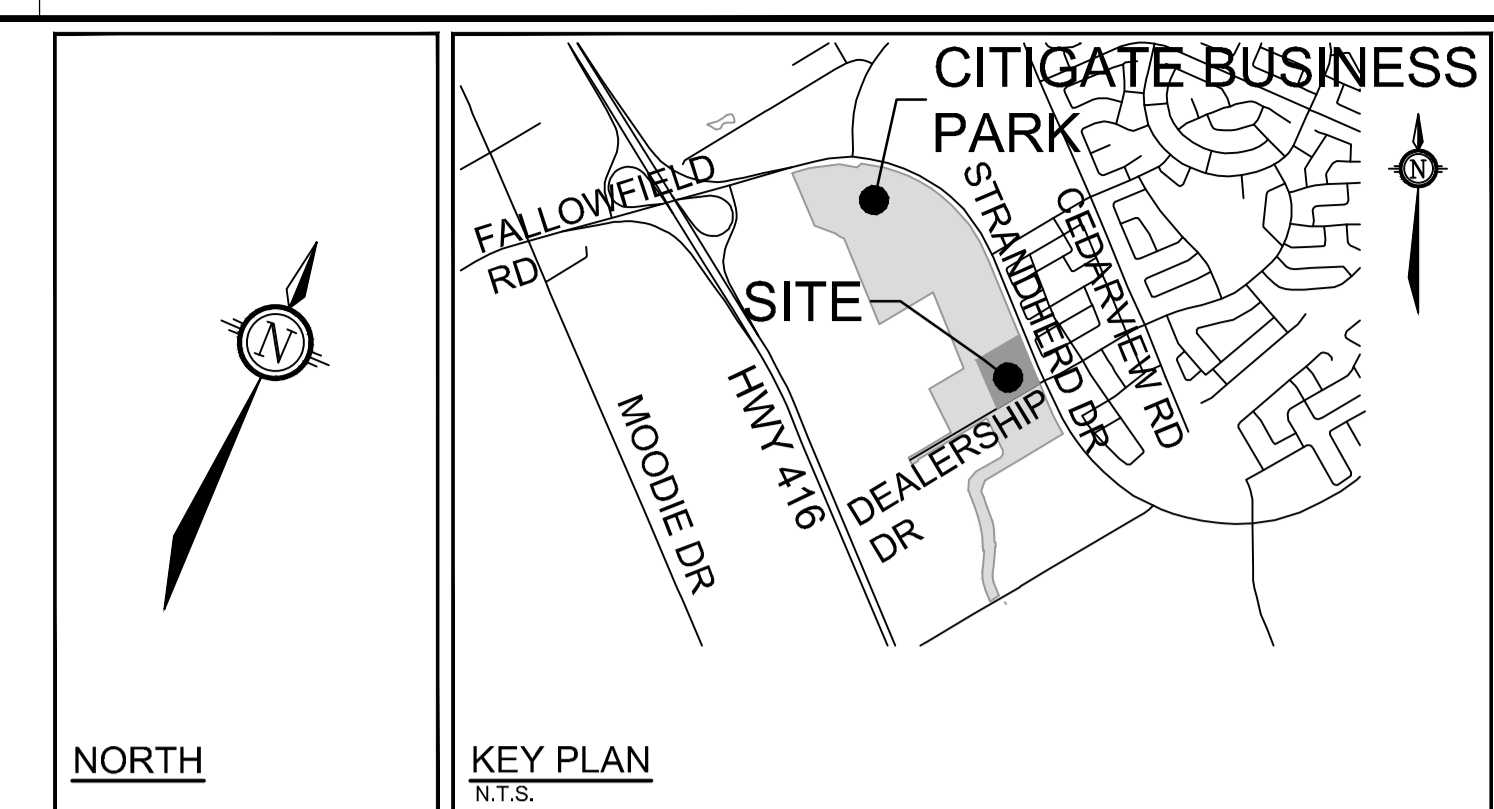 N
NORTH
CITIGATE BUSINESS
PARK
N
FALLOWFIELD
RD
STRANDHERD DR
CEDARVIEW RD
SITE
MOODIE DR
HWY 416
DEALERSHIP
DR
KEY PLAN
N.T.S.